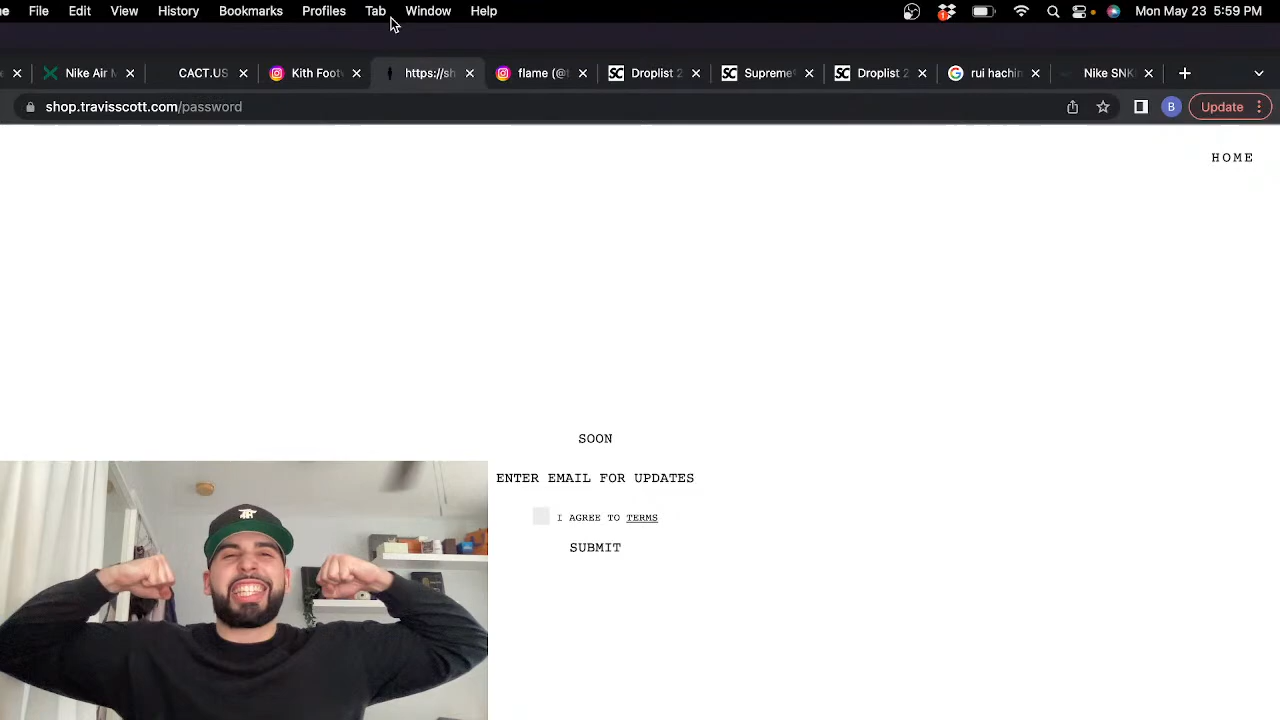 File Edit View History Bookmarks Profiles Tab Window Help 1 Mon May 23 5:59 PM
Nike Air CACT.US Kith Foot https://sh flame (@ Droplist 2 Supreme Droplist 2 rui hachin Nike SNK
shop.travisscott.com/password B Update
HOME
SOON
ENTER EMAIL FOR UPDATES
I AGREE TO TERMS
SUBMIT